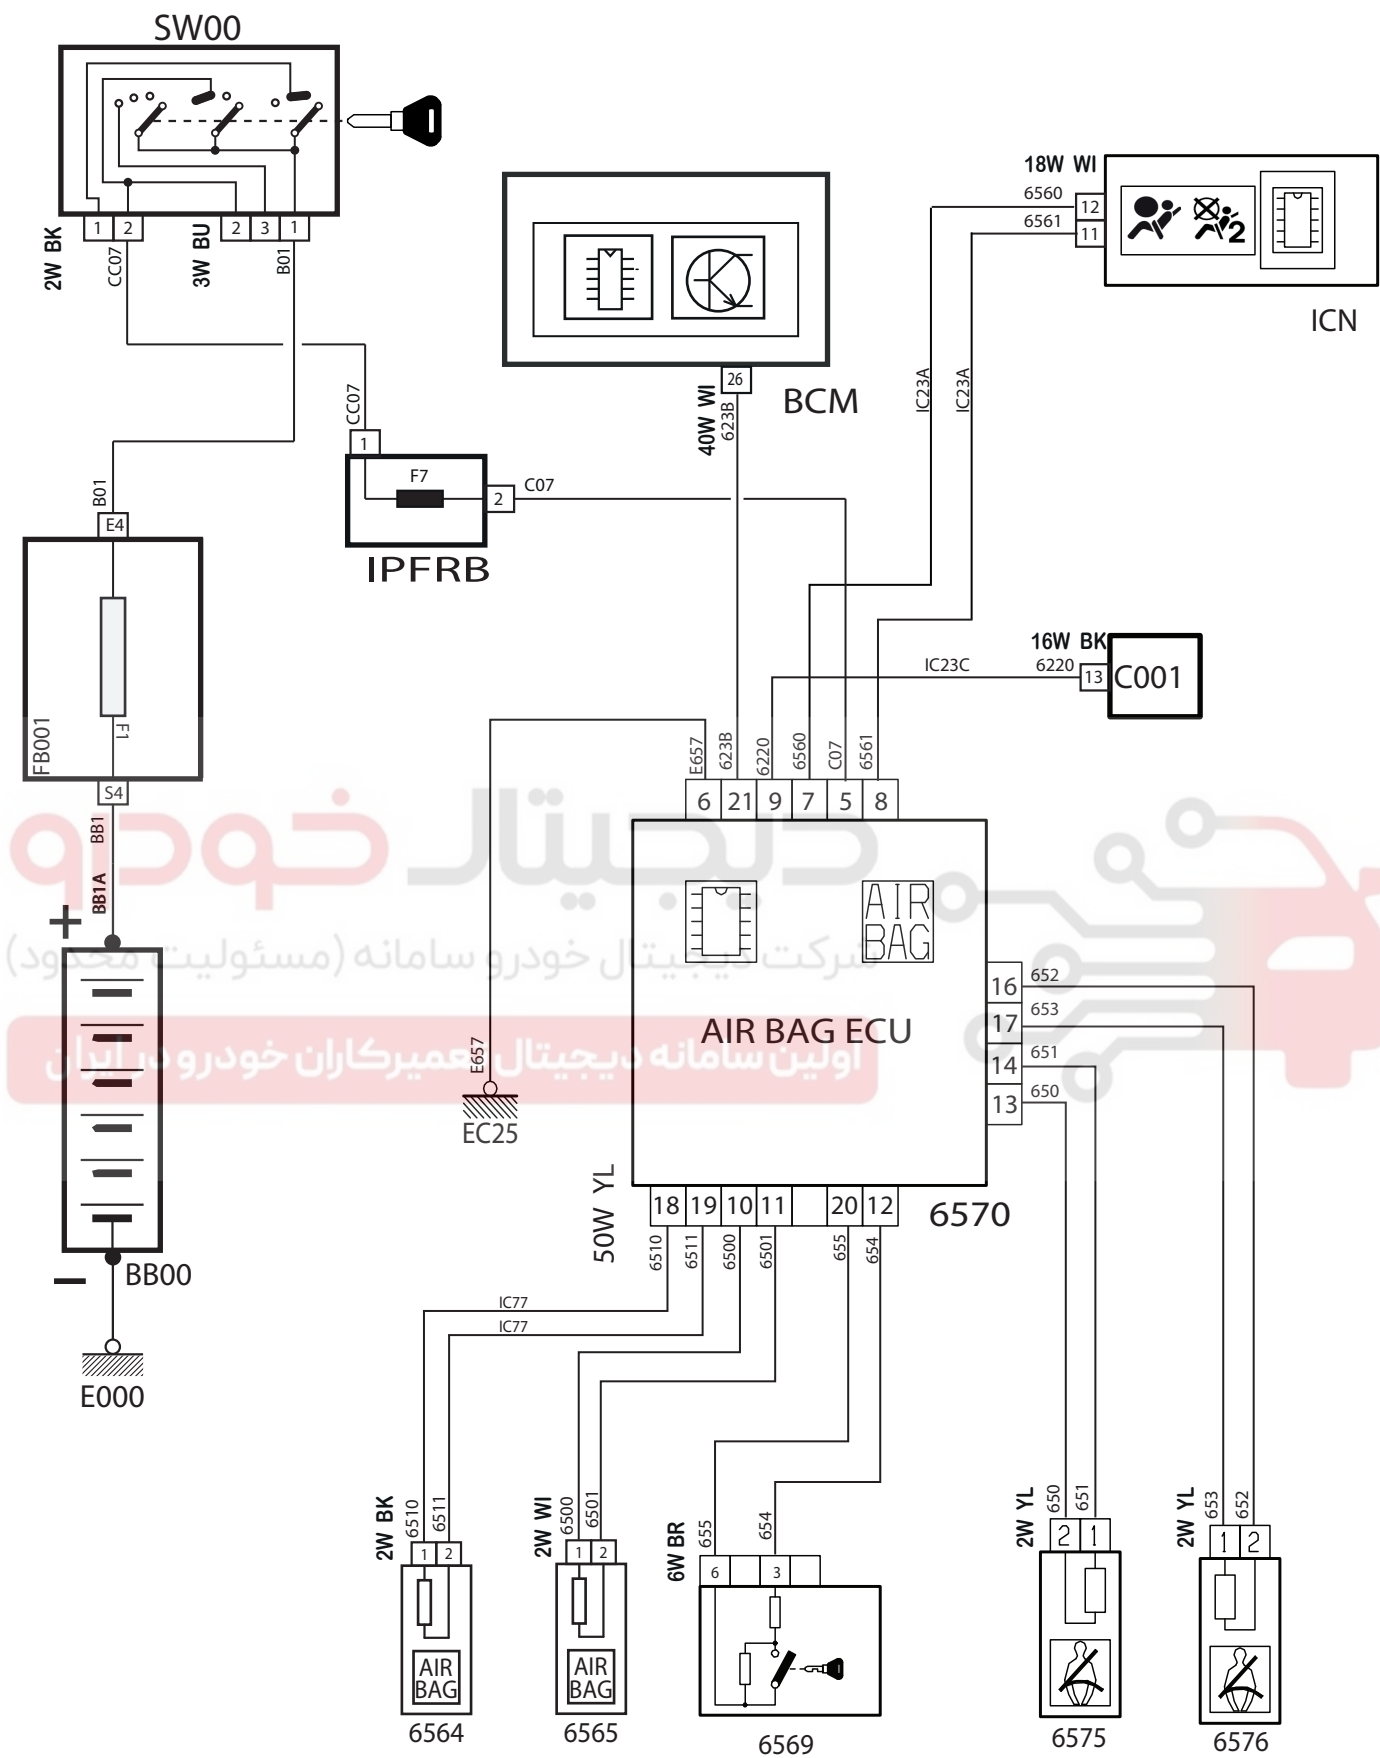 SW00
1 2
2 3 1
2W BK
CC07
3W BU
B01
18W WI
6560
12
6561
11
2
ICN
IC23A
IC23A
26
BCM
40W WI
623B
CC07
1
F7
2
C07
IPFRB
B01
E4
F1
FB001
S4
BB1
BB1A
+
−
BB00
E000
16W BK
IC23C
6220
13
C001
E657
623B
6220
6560
C07
6561
6 21 9 7 5 8
AIR
BAG
AIR BAG ECU
E657
EC25
16
652
17
653
14
651
13
650
50W YL
18 19 10 11 20 12
6570
6510
6511
6500
6501
655
654
IC77
IC77
2W BK
6510
6511
1 2
AIR
BAG
6564
2W WI
6500
6501
1 2
AIR
BAG
6565
6W BR
655
654
6 3
6569
2W YL
650
651
2 1
6575
2W YL
653
652
1 2
6576
دیجیتال خودرو
شرکت دیجیتال خودرو سامانه (مسئولیت محدود)
اولین سامانه دیجیتال تعمیرکاران خودرو در ایران